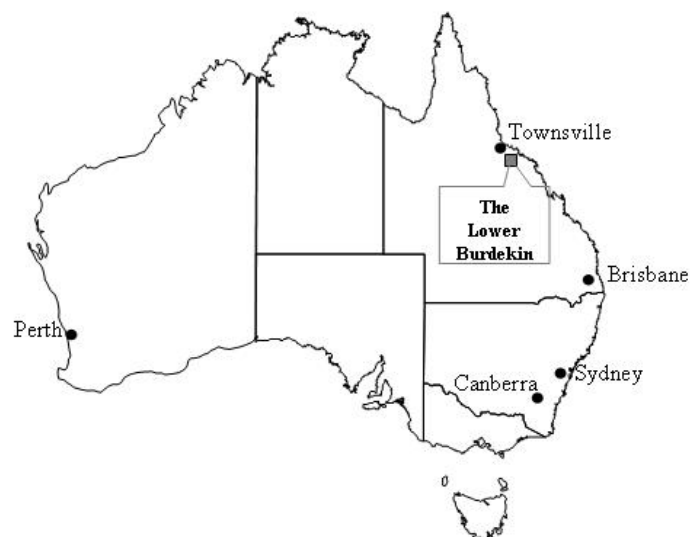 Townsville
The
Lower
Burdekin
Brisbane
Perth
Sydney
Canberra